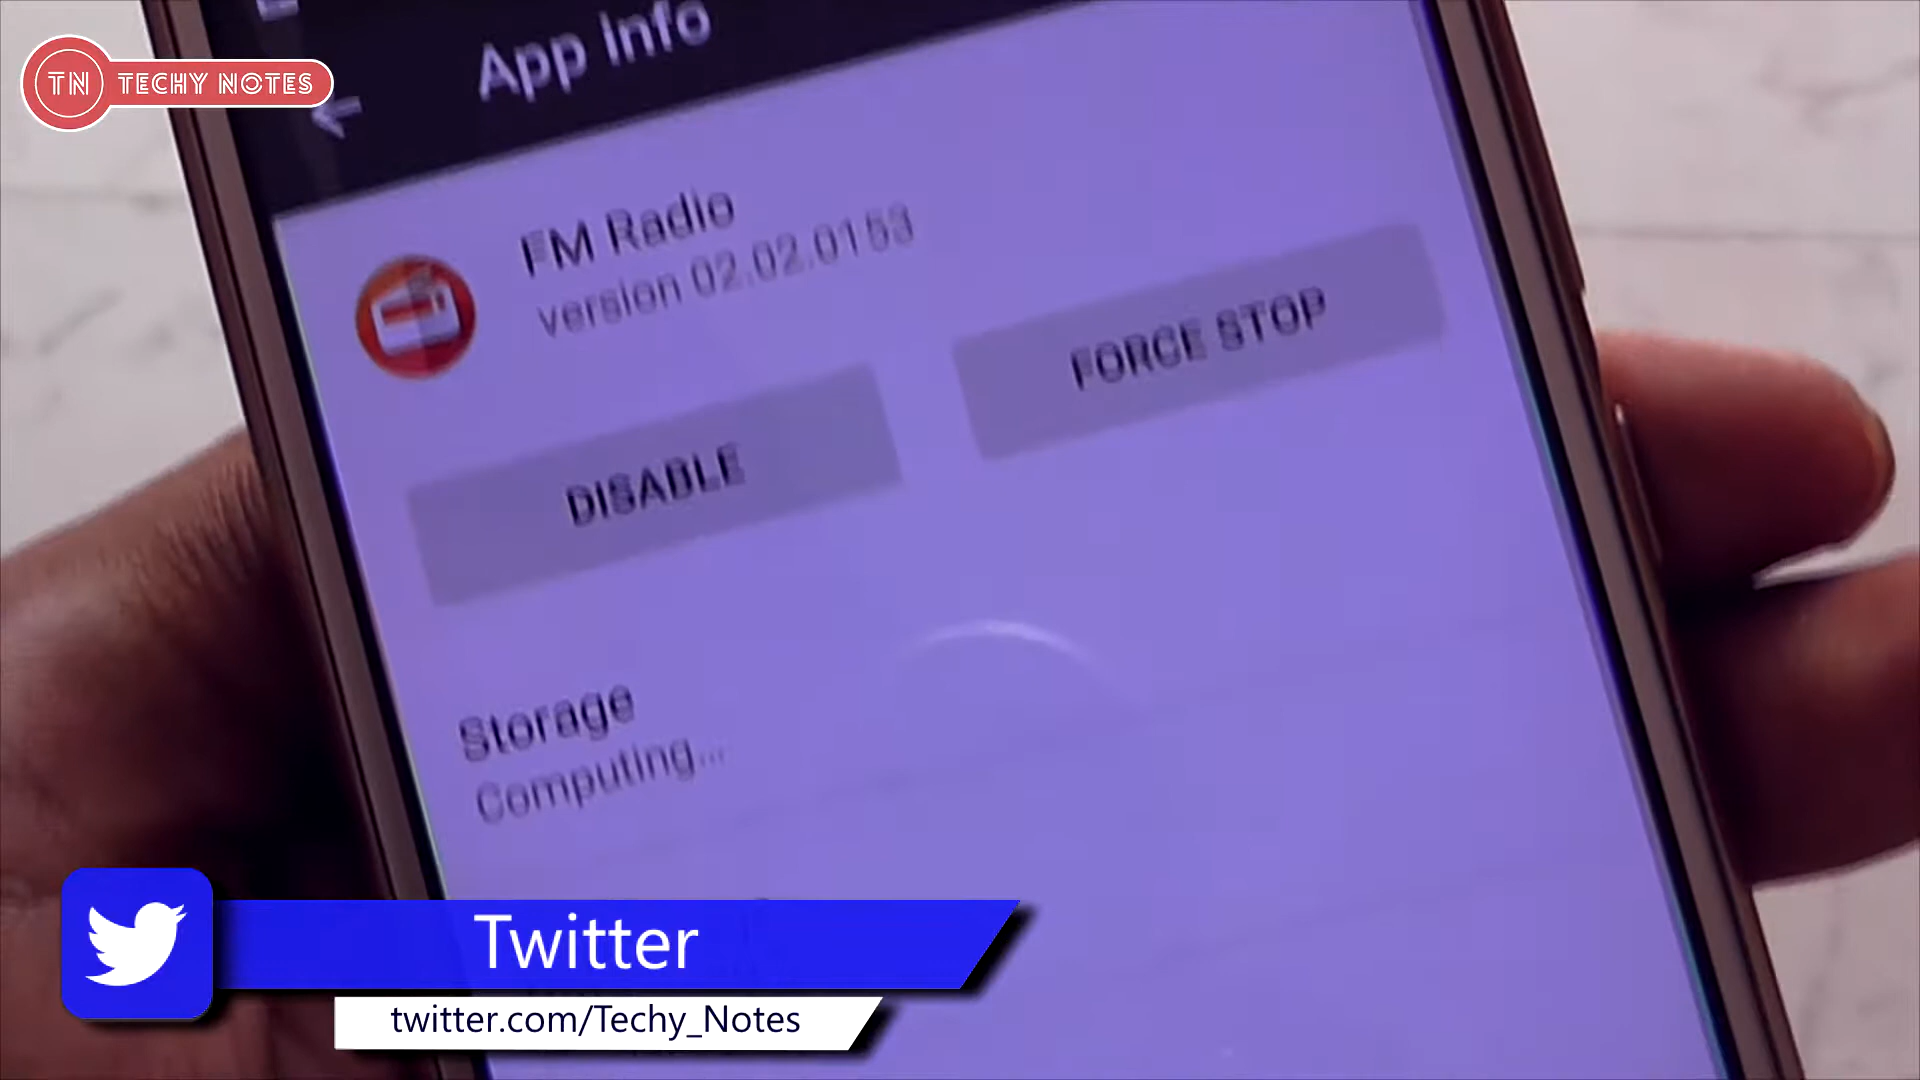 TN TECHY NOTES
App info
FM Radio
version 02.02.0153
FORCE STOP
DISABLE
Storage
Computing...
Twitter
twitter.com/Techy_Notes